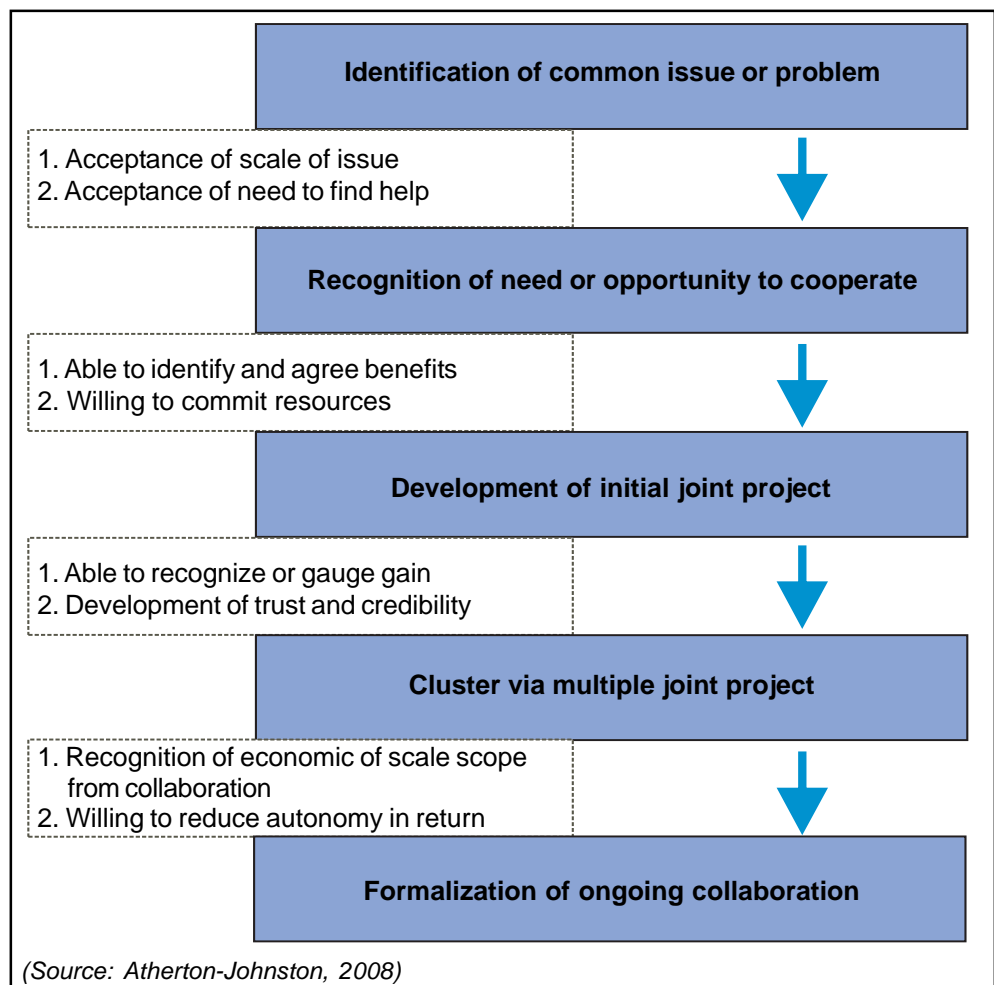 Identification of common issue or problem
1. Acceptance of scale of issue
2. Acceptance of need to find help
Recognition of need or opportunity to cooperate
1. Able to identify and agree benefits
2. Willing to commit resources
Development of initial joint project
1. Able to recognize or gauge gain
2. Development of trust and credibility
Cluster via multiple joint project
1. Recognition of economic of scale scope
from collaboration
2. Willing to reduce autonomy in return
Formalization of ongoing collaboration
(Source: Atherton-Johnston, 2008)